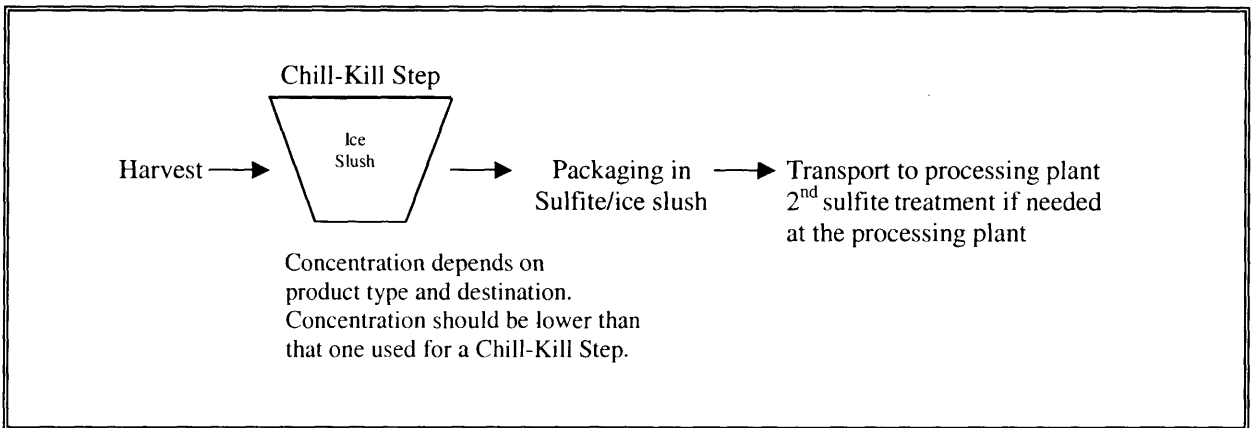 Chill-Kill Step
Ice
Slush
Harvest
Packaging in
Sulfite/ice slush
Transport to processing plant
2nd sulfite treatment if needed
at the processing plant
Concentration depends on
product type and destination.
Concentration should be lower than
that one used for a Chill-Kill Step.